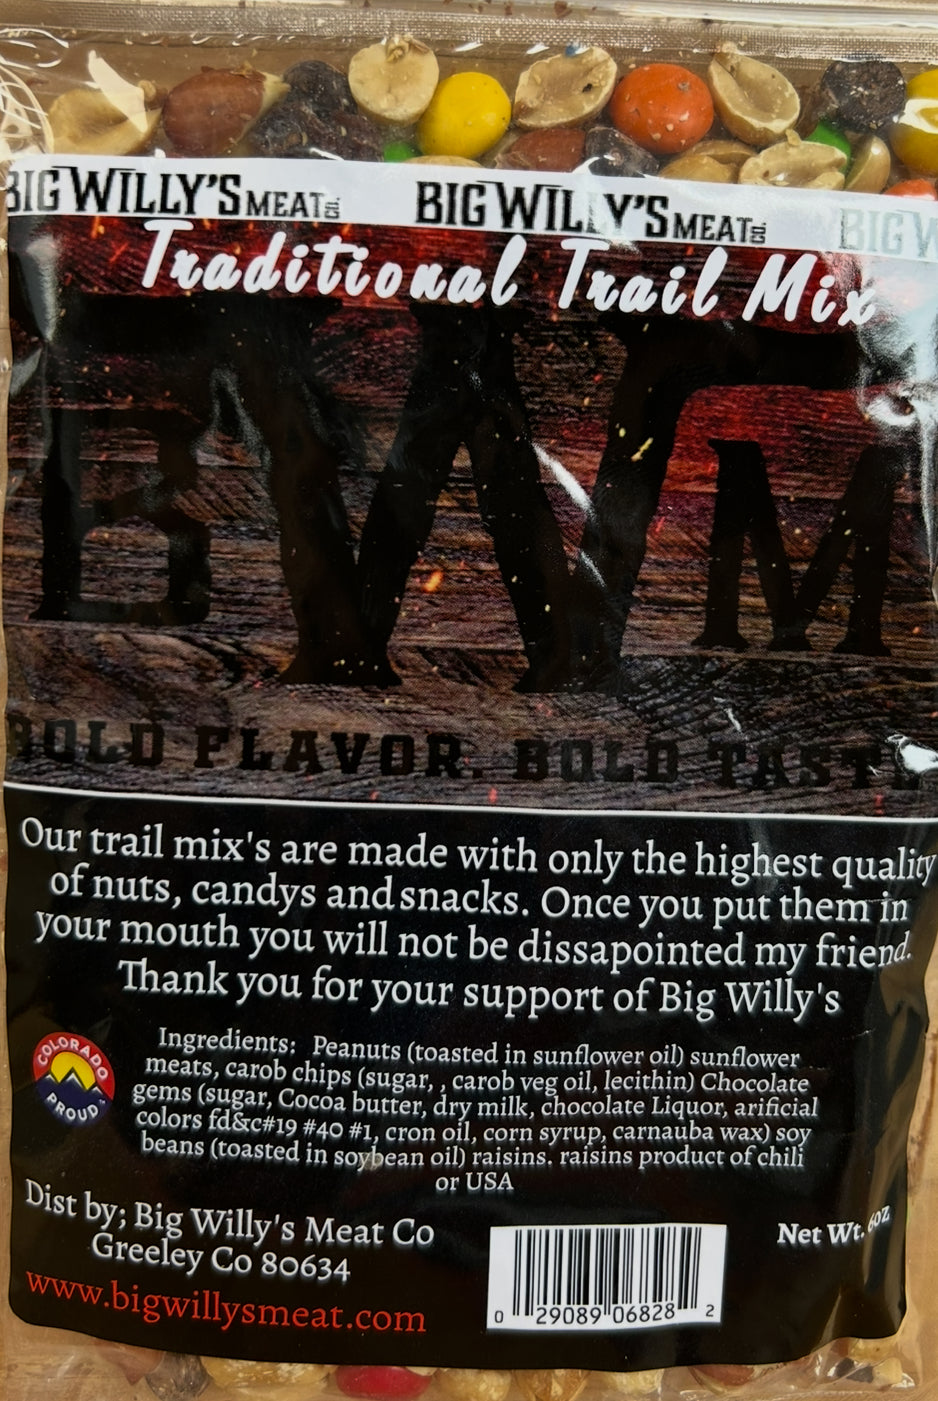 BIG WILLY'S MEAT CO. BIG WILLY'S MEAT CO. BIG W
Traditional Trail Mix
BWM
BOLD FLAVOR. BOLD TASTE
Our trail mix's are made with only the highest quality
of nuts, candys and snacks. Once you put them in
your mouth you will not be dissapointed my friend.
Thank you for your support of Big Willy's
COLORADO
PROUD
Ingredients: Peanuts (toasted in sunflower oil) sunflower
meats, carob chips (sugar, , carob veg oil, lecithin) Chocolate
gems (sugar, Cocoa butter, dry milk, chocolate Liquor, arificial
colors fd&c#19 #40 #1, cron oil, corn syrup, carnauba wax) soy
beans (toasted in soybean oil) raisins. raisins product of chili
or USA
Dist by; Big Willy's Meat Co
Greeley Co 80634
www.bigwillysmeat.com
Net Wt. 6oz
0 29089 06828 2